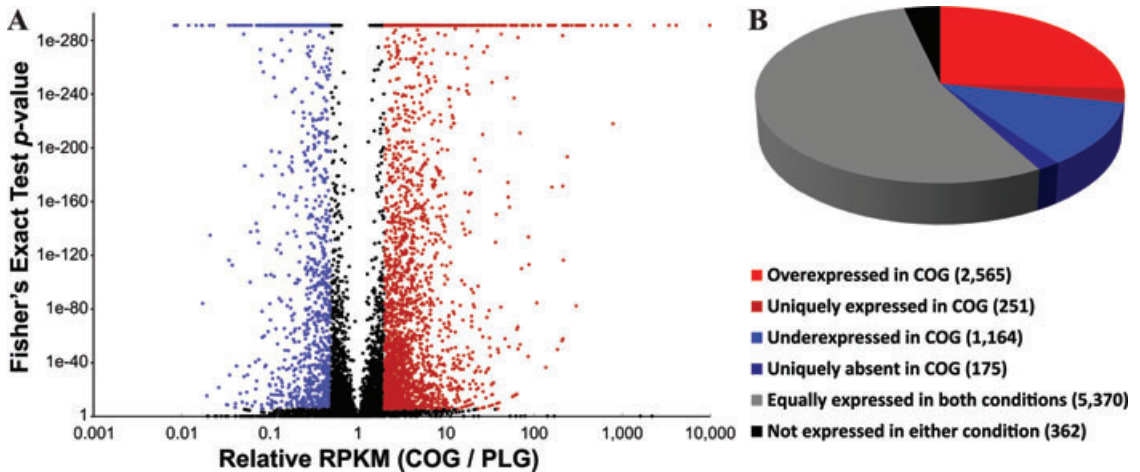 A
B
Fisher's Exact Test p-value
1e-280
1e-240
1e-200
1e-160
1e-120
1e-80
1e-40
1
0.001
0.01
0.1
1
10
100
1,000
10,000
Relative RPKM (COG / PLG)
Overexpressed in COG (2,565)
Uniquely expressed in COG (251)
Underexpressed in COG (1,164)
Uniquely absent in COG (175)
Equally expressed in both conditions (5,370)
Not expressed in either condition (362)